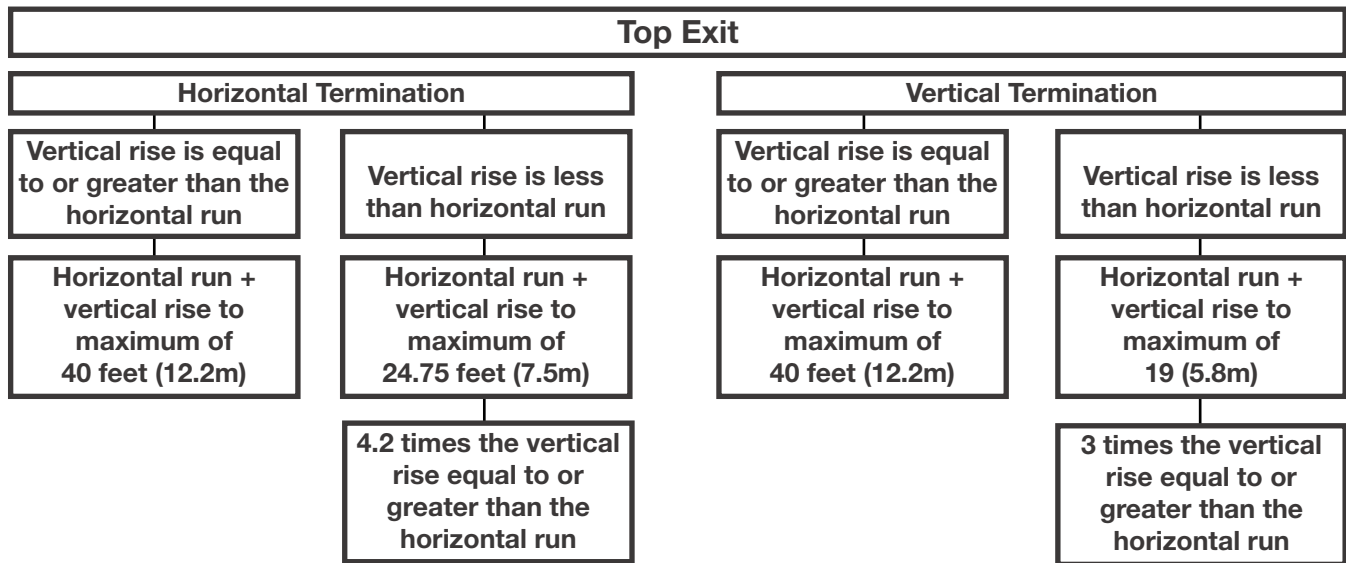 Top Exit
Horizontal Termination
Vertical Termination
Vertical rise is equal
to or greater than the
horizontal run
Vertical rise is less
than horizontal run
Vertical rise is equal
to or greater than the
horizontal run
Vertical rise is less
than horizontal run
Horizontal run +
vertical rise to
maximum of
40 feet (12.2m)
Horizontal run +
vertical rise to
maximum of
24.75 feet (7.5m)
Horizontal run +
vertical rise to
maximum of
40 feet (12.2m)
Horizontal run +
vertical rise to
maximum of
19 (5.8m)
4.2 times the vertical
rise equal to or
greater than the
horizontal run
3 times the vertical
rise equal to or
greater than the
horizontal run